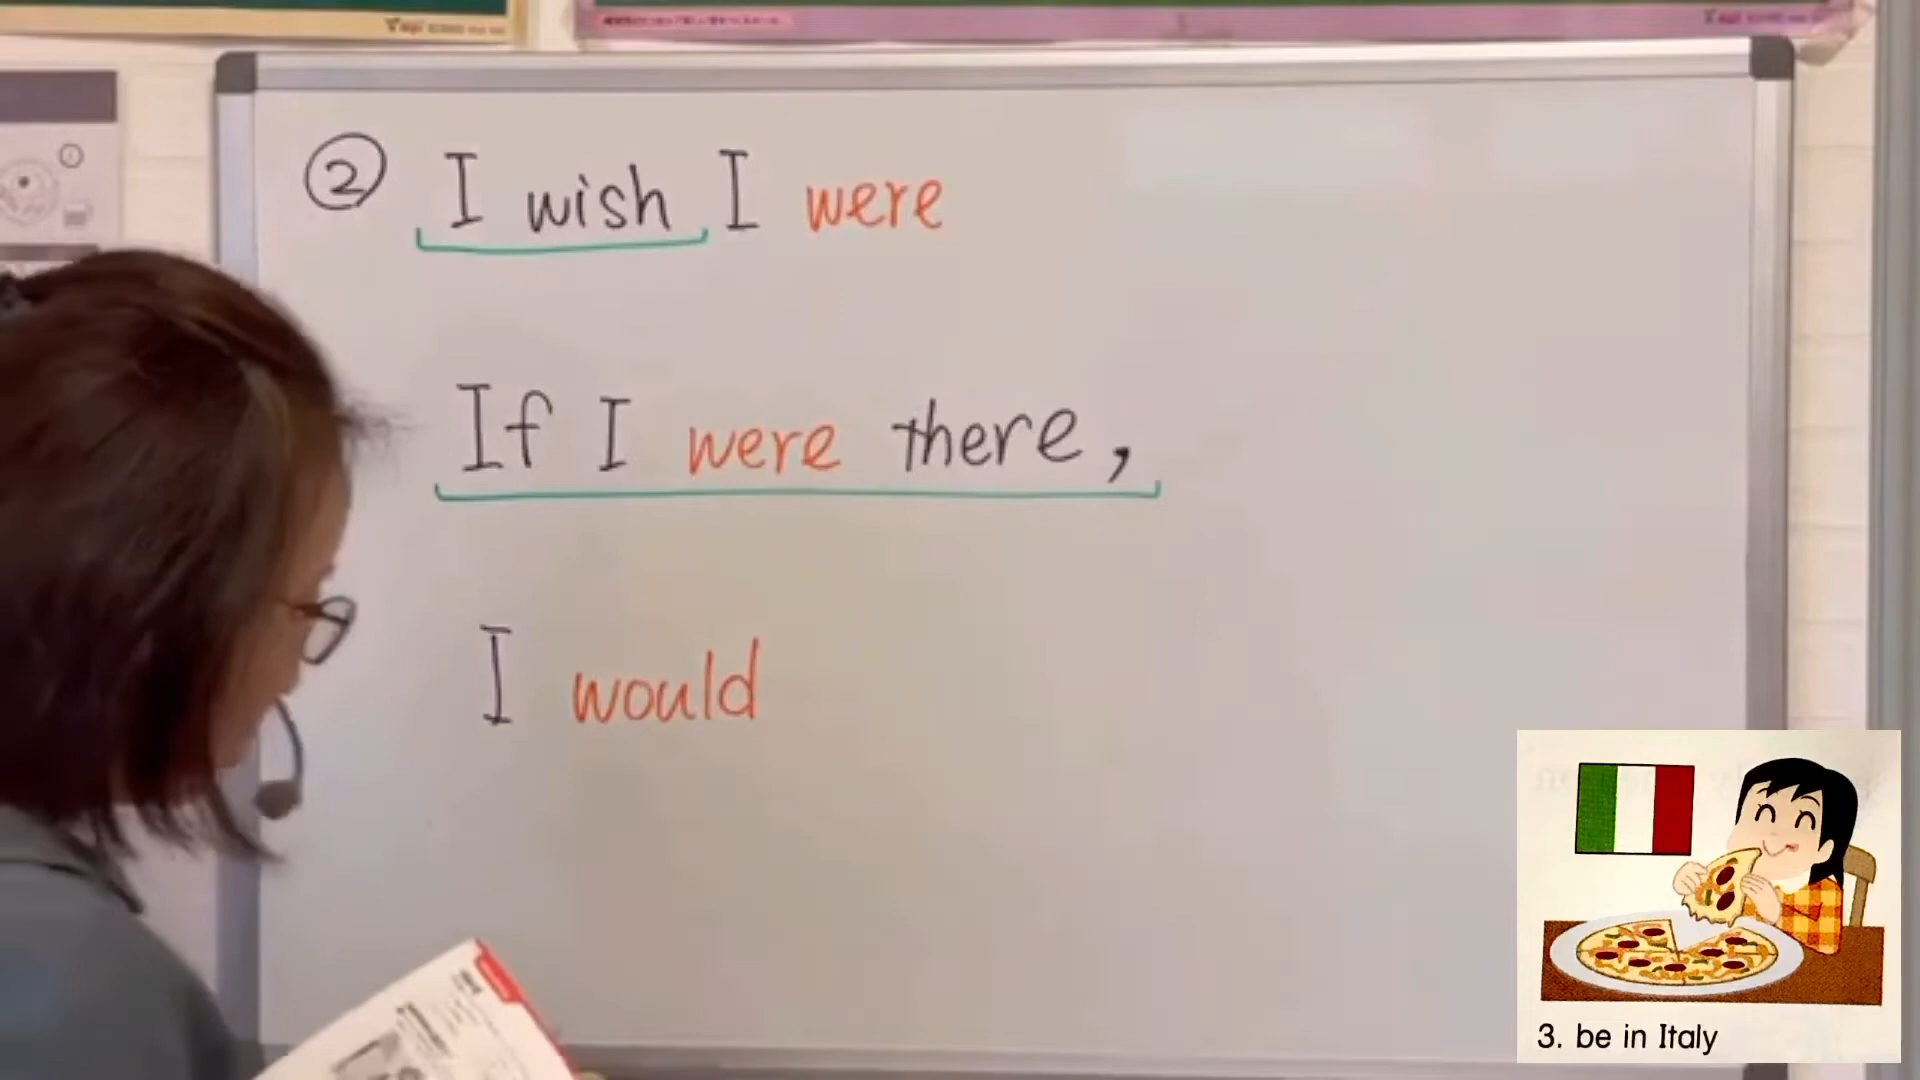 ② I wish I were
If I were there,
I would
3. be in Italy